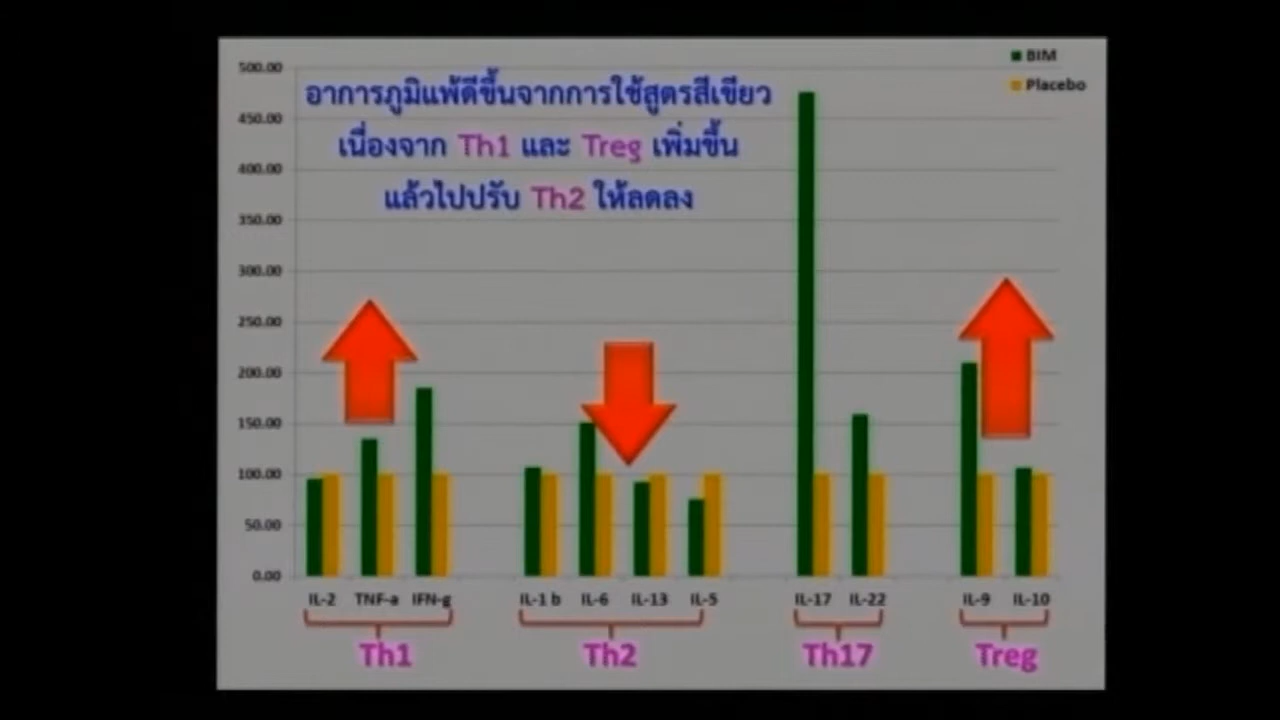 BIM
Placebo
อาการภูมิแพ้ดีขึ้นจากการใช้สูตรสีเขียว
เนื่องจาก Th1 และ Treg เพิ่มขึ้น
แล้วไปปรับ Th2 ให้ลดลง
500.00
450.00
400.00
350.00
300.00
250.00
200.00
150.00
100.00
50.00
0.00
IL-2 TNF-a IFN-g IL-1 b IL-6 IL-13 IL-5 IL-17 IL-22 IL-9 IL-10
Th1 Th2 Th17 Treg